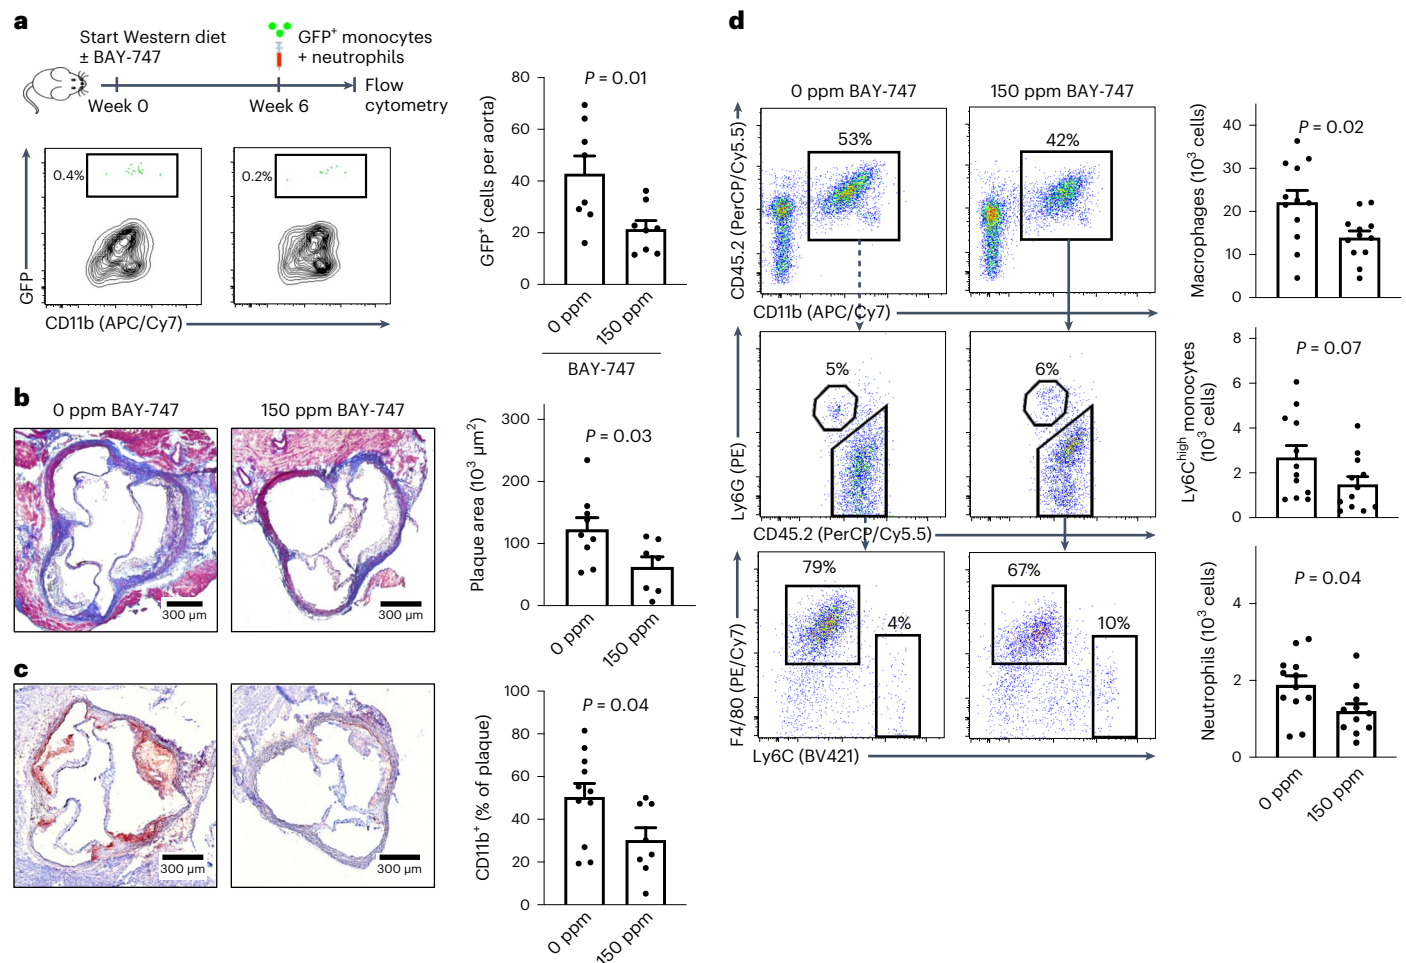 a
Start Western diet
± BAY-747
GFP⁺ monocytes
+ neutrophils
Week 0
Week 6
Flow
cytometry
0.4%
0.2%
GFP
CD11b (APC/Cy7)
GFP⁺ (cells per aorta)
80
60
40
20
0
P = 0.01
0 ppm
150 ppm
BAY-747
b
0 ppm BAY-747
150 ppm BAY-747
300 µm
300 µm
Plaque area (10³ µm²)
300
200
100
0
P = 0.03
0 ppm
150 ppm
c
300 µm
300 µm
CD11b⁺ (% of plaque)
100
80
60
40
20
0
P = 0.04
0 ppm
150 ppm
d
0 ppm BAY-747
150 ppm BAY-747
CD45.2 (PerCP/Cy5.5)
53%
42%
CD11b (APC/Cy7)
Ly6G (PE)
5%
6%
CD45.2 (PerCP/Cy5.5)
F4/80 (PE/Cy7)
79%
4%
67%
10%
Ly6C (BV421)
Macrophages (10³ cells)
40
30
20
10
0
P = 0.02
Ly6C^high monocytes
(10³ cells)
8
6
4
2
0
P = 0.07
Neutrophils (10³ cells)
4
2
0
P = 0.04
0 ppm
150 ppm